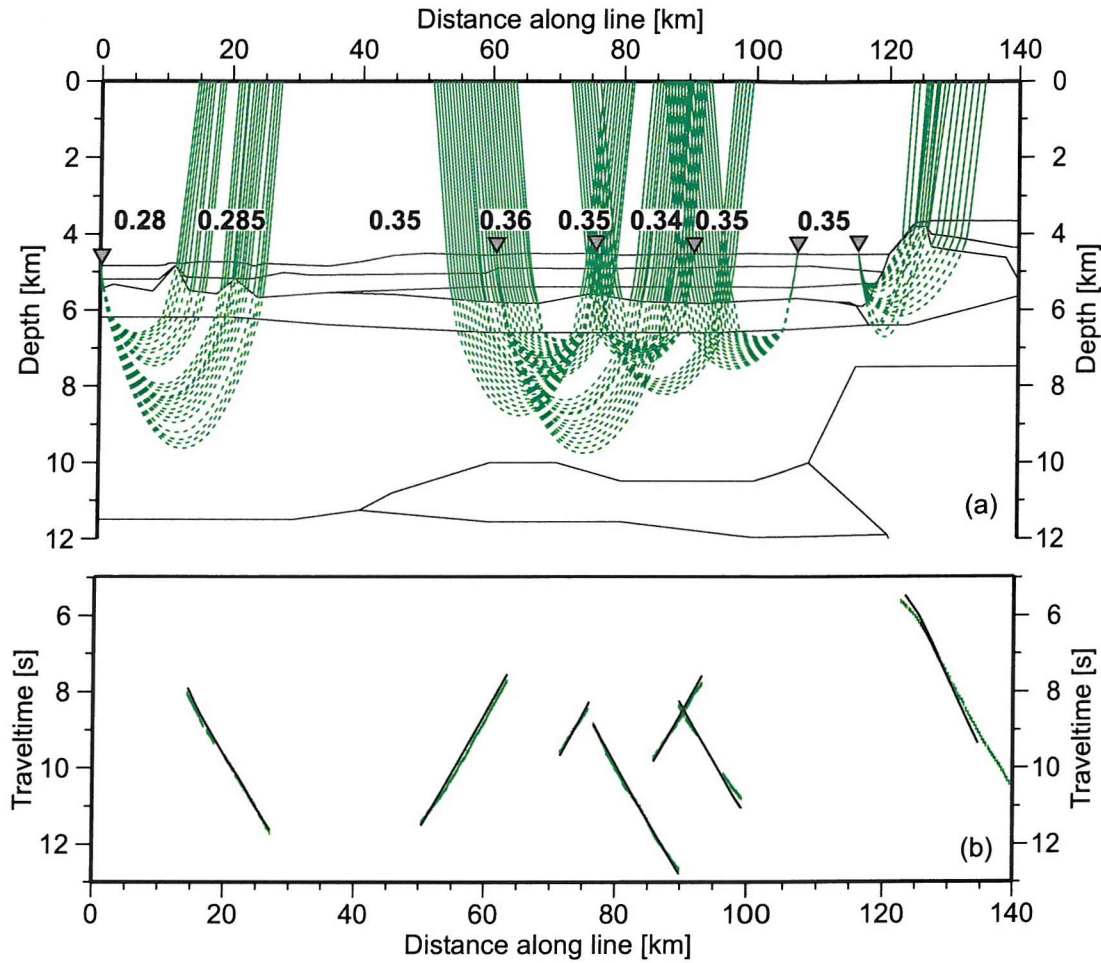 Distance along line [km]
0 20 40 60 80 100 120 140
0 0
2 2
0.28 0.285 0.35 0.36 0.35 0.34 0.35 0.35
4 4
6 6
8 8
10 10
12 12
Depth [km]
Depth [km]
(a)
6 6
8 8
10 10
12 12
Traveltime [s]
Traveltime [s]
(b)
0 20 40 60 80 100 120 140
Distance along line [km]